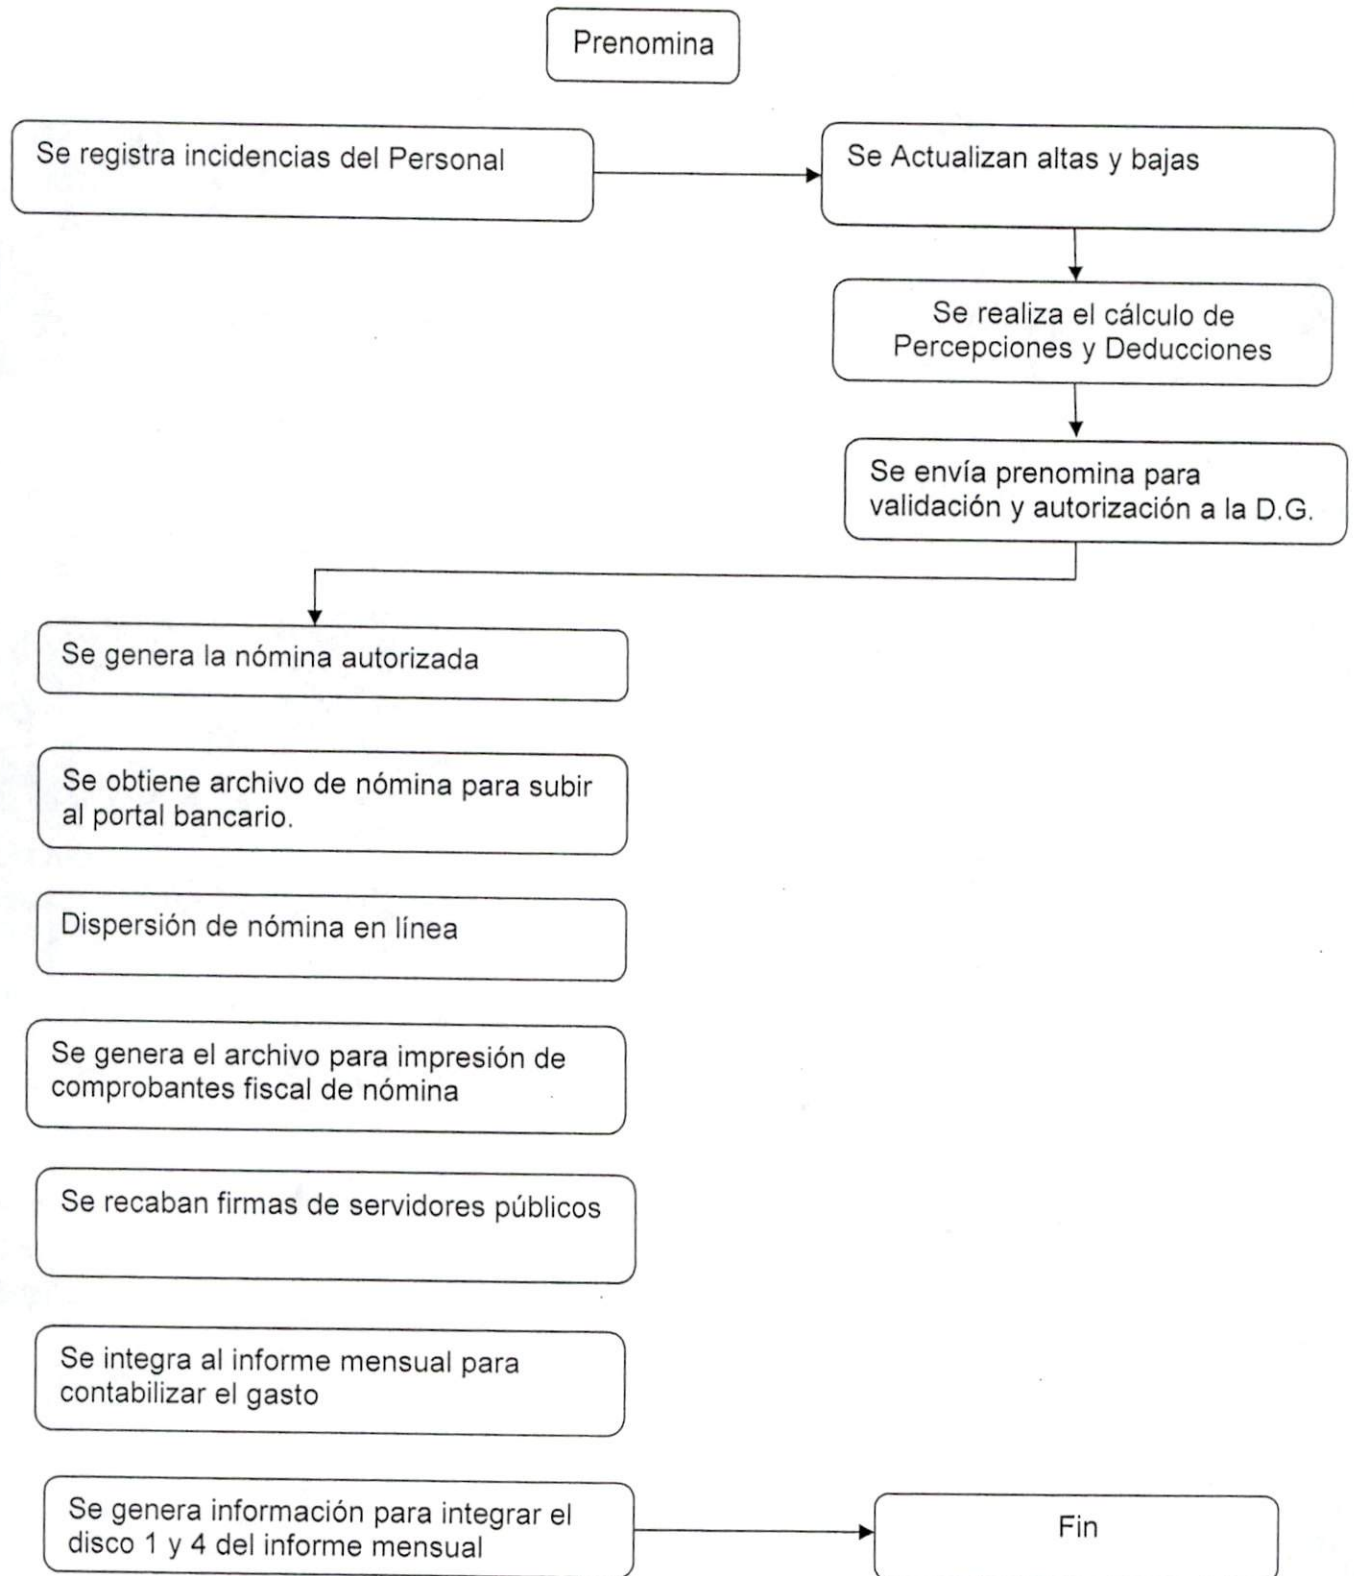 Prenomina
Se registra incidencias del Personal
Se Actualizan altas y bajas
Se realiza el cálculo de
Percepciones y Deducciones
Se envía prenomina para
validación y autorización a la D.G.
Se genera la nómina autorizada
Se obtiene archivo de nómina para subir
al portal bancario.
Dispersión de nómina en línea
Se genera el archivo para impresión de
comprobantes fiscal de nómina
Se recaban firmas de servidores públicos
Se integra al informe mensual para
contabilizar el gasto
Se genera información para integrar el
disco 1 y 4 del informe mensual
Fin